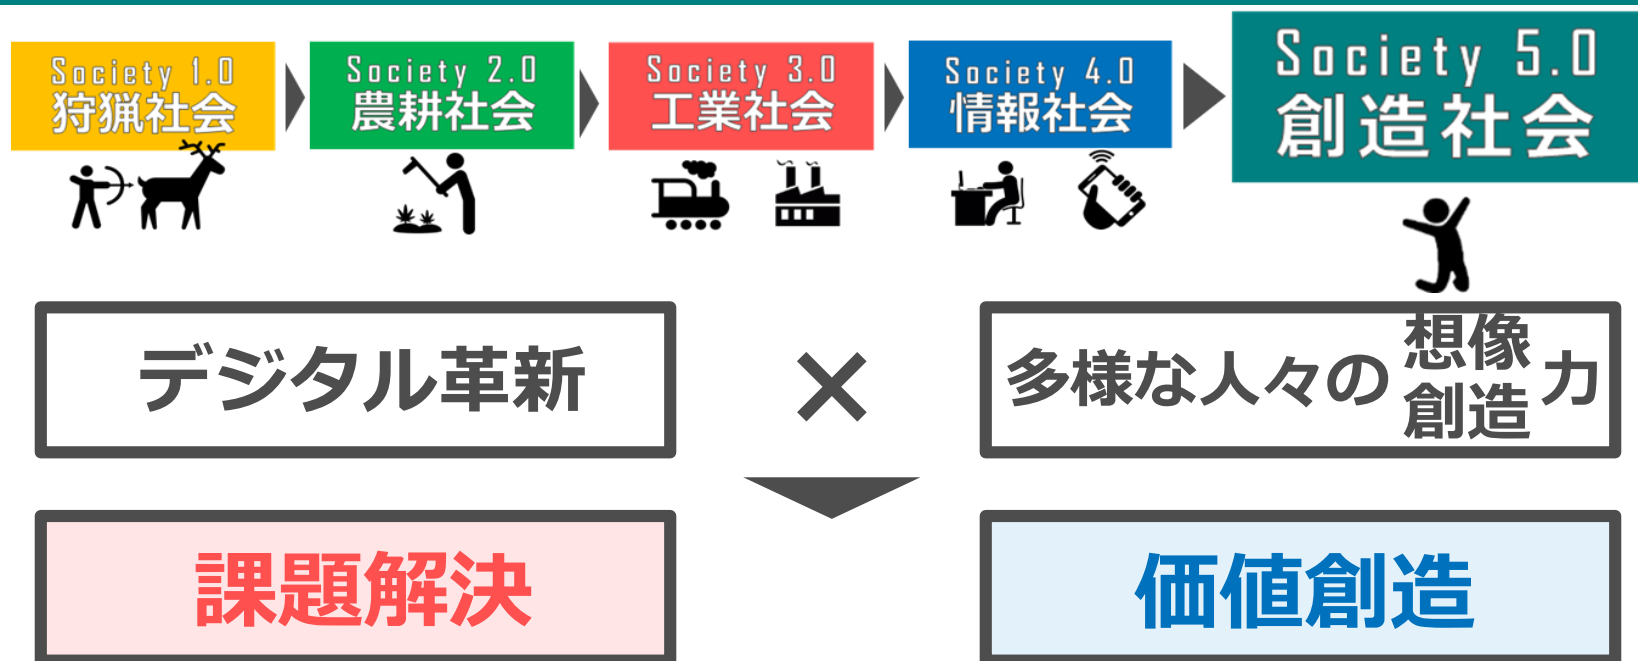 Society 1.0
狩猟社会
Society 2.0
農耕社会
Society 3.0
工業社会
Society 4.0
情報社会
Society 5.0
創造社会
デジタル革新
×
多様な人々の想像
創造力
課題解決
価値創造